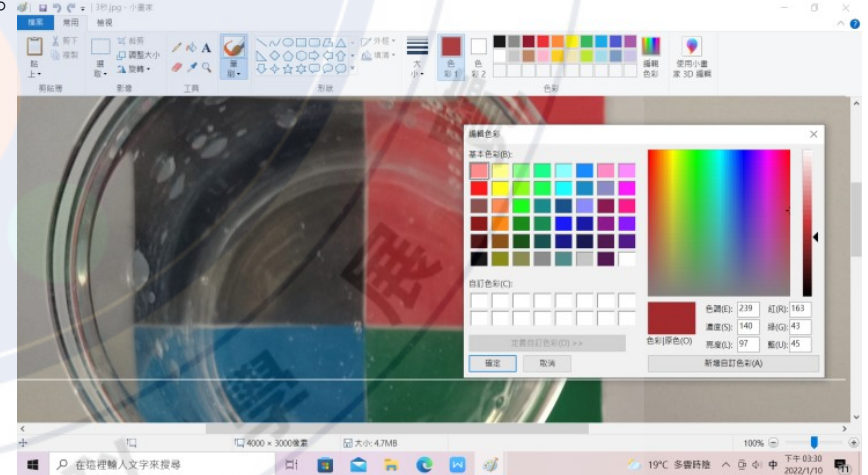 3秒.jpg - 小畫家
檔案 常用 檢視
貼上
剪下
複製
選取
裁剪
調整大小
旋轉
A
筆刷
外框
填滿
大小
色彩 1
色彩 2
編輯色彩
使用小畫家 3D 編輯
剪貼簿 影像 工具 圖案 色彩
編輯色彩
基本色彩(B):
自訂色彩(C):
定義自訂色彩(D) >>
確定 取消
色彩|原色(O)
色調(E): 239 紅(R): 163
濃度(S): 140 綠(G): 43
亮度(L): 97 藍(U): 45
新增自訂色彩(A)
4000 × 3000像素 大小: 4.7MB 100%
在這裡輸入文字來搜尋
19°C 多雲時陰 中 下午 03:30
2022/1/10